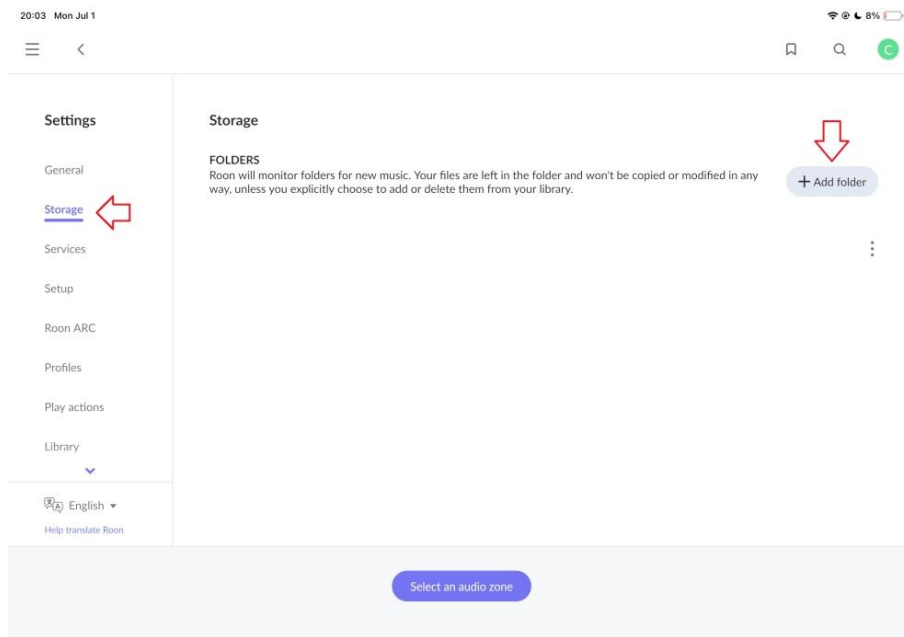 20:03 Mon Jul 1
8%
C
Settings
General
Storage
Services
Setup
Roon ARC
Profiles
Play actions
Library
English
Help translate Roon
Storage
FOLDERS
Roon will monitor folders for new music. Your files are left in the folder and won't be copied or modified in any
way, unless you explicitly choose to add or delete them from your library.
+ Add folder
Select an audio zone